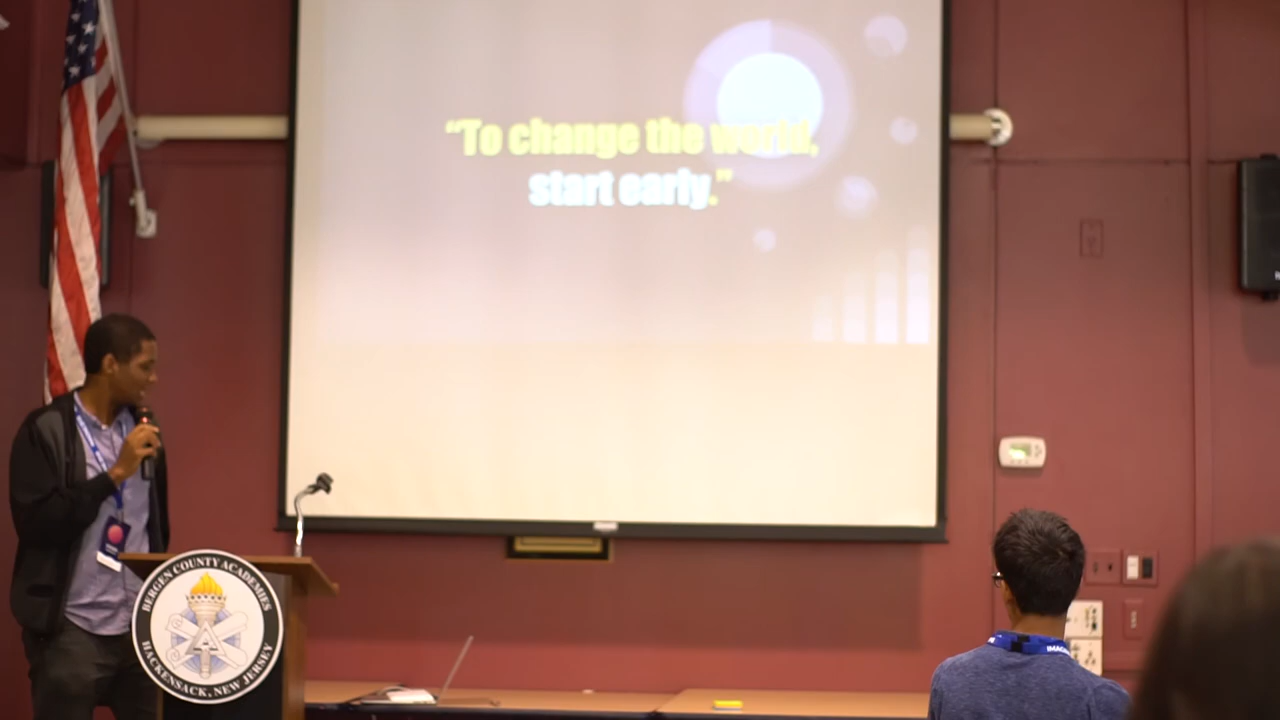 “To change the world,
start early.”
BERGEN COUNTY ACADEMIES
HACKENSACK, NEW JERSEY